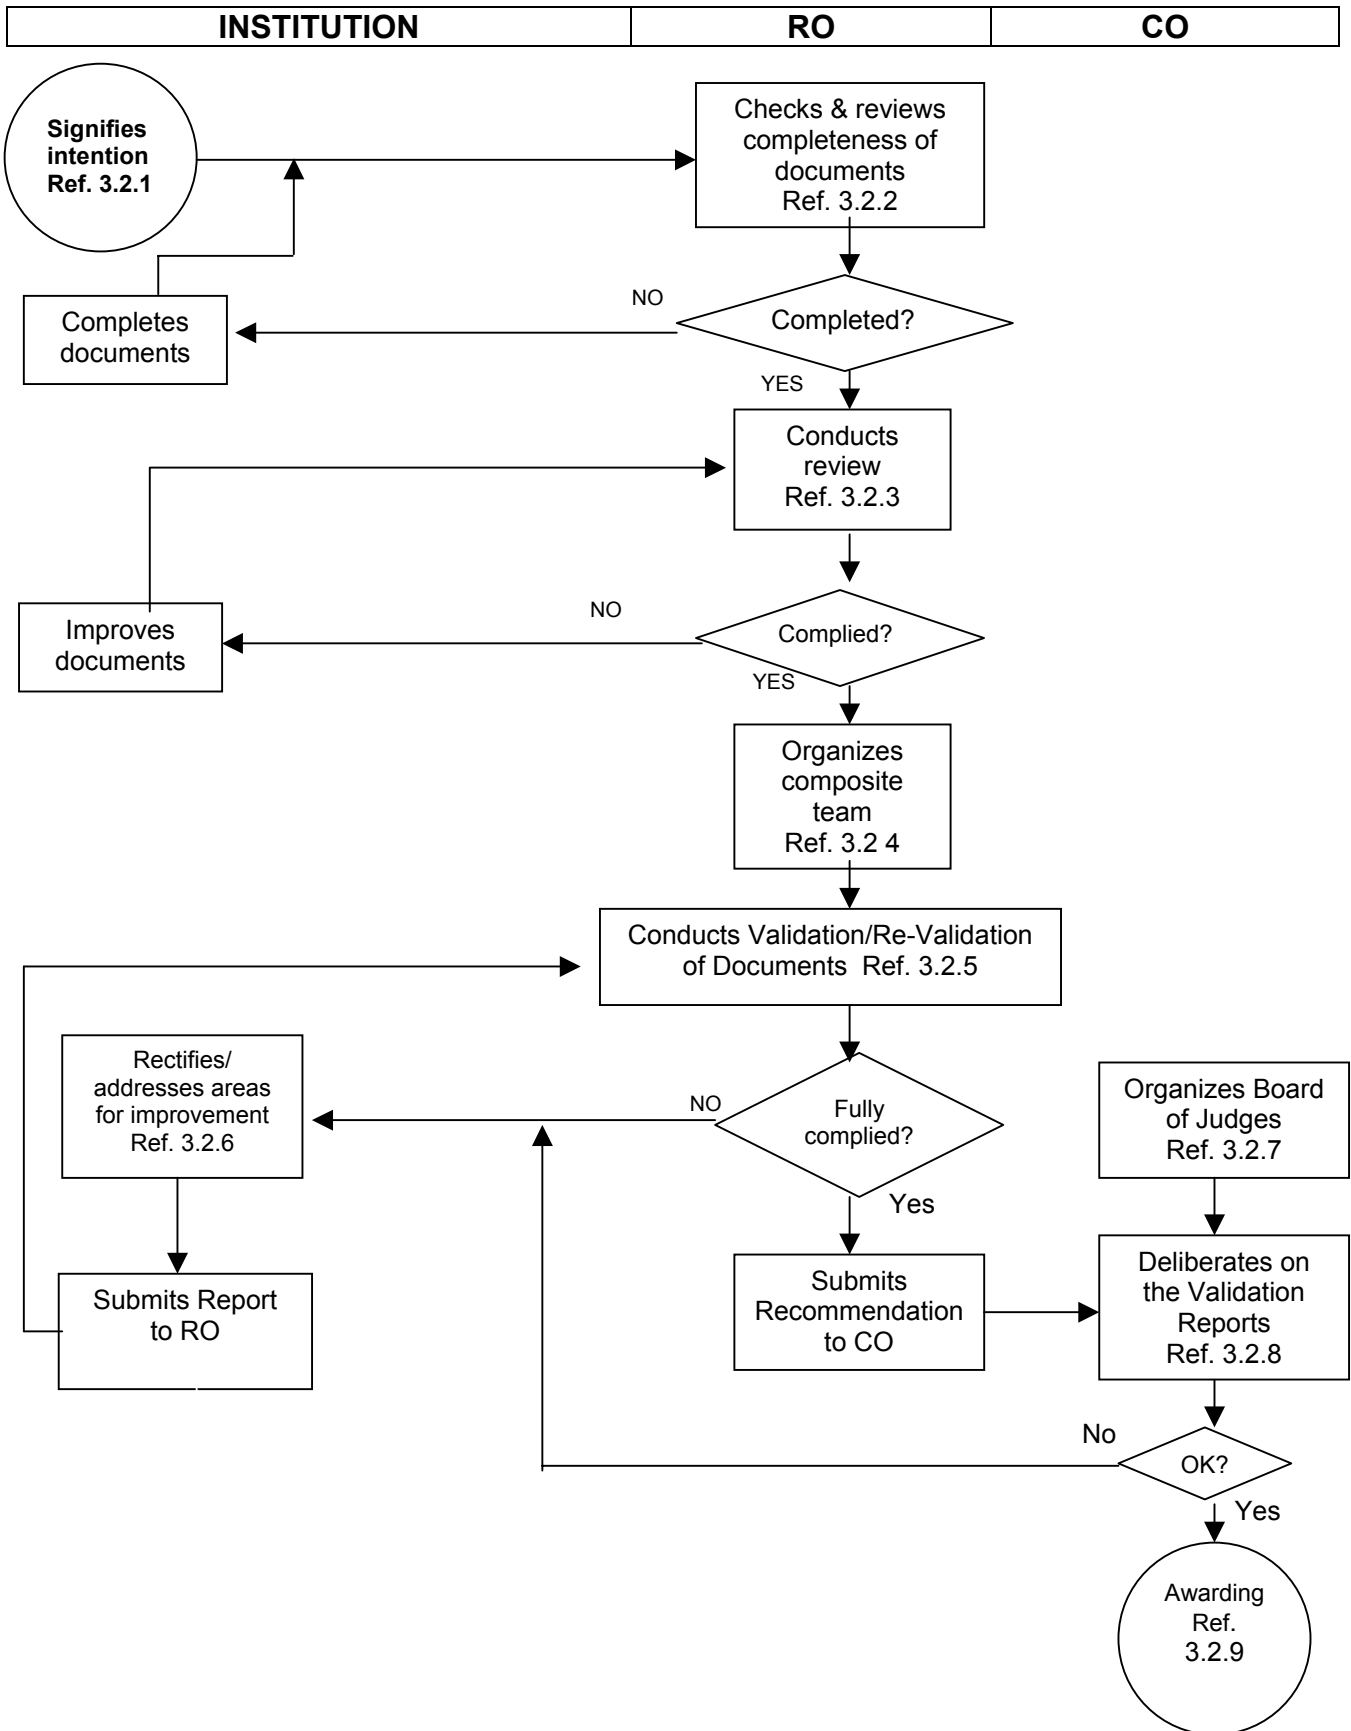 INSTITUTION RO CO
Signifies
intention
Ref. 3.2.1
Checks & reviews
completeness of
documents
Ref. 3.2.2
NO
Completed?
Completes
documents
YES
Conducts
review
Ref. 3.2.3
NO
Complied?
Improves
documents
YES
Organizes
composite
team
Ref. 3.2 4
Conducts Validation/Re-Validation
of Documents Ref. 3.2.5
Rectifies/
addresses areas
for improvement
Ref. 3.2.6
NO
Fully
complied?
Organizes Board
of Judges
Ref. 3.2.7
Yes
Submits Report
to RO
Submits
Recommendation
to CO
Deliberates on
the Validation
Reports
Ref. 3.2.8
No
OK?
Yes
Awarding
Ref.
3.2.9